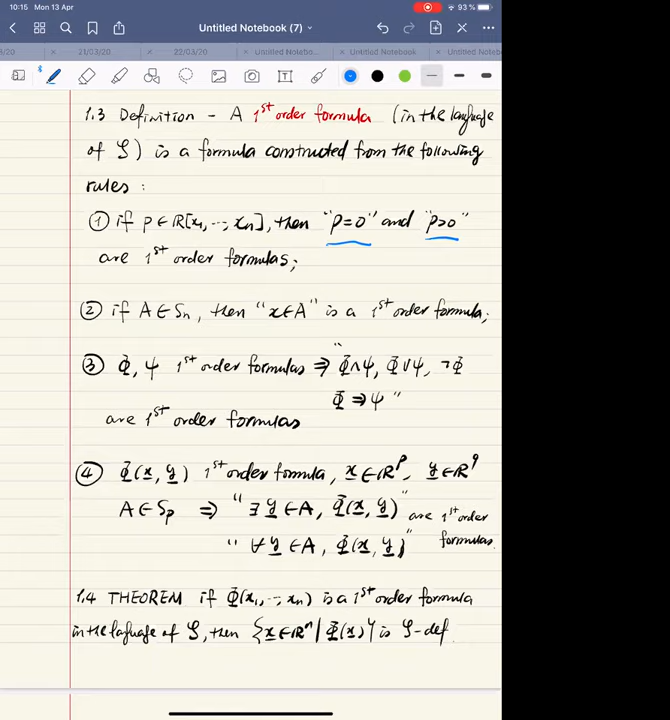 10:15 Mon 13 Apr
93 %
Untitled Notebook (7)
21/03/20
22/03/20
Untitled Notebo...
Untitled Notebook
Untitled Notebook
1.3 Definition - A 1st order formula (in the language
of S) is a formula constructed from the following
rules :
① if p ∈ ℝ[x₁, ..., xₙ], then "p=0" and "p>0"
are 1st order formulas;
② if A ∈ Sₙ, then "x∈A" is a 1st order formula;
③ Φ, ψ 1st order formulas ⇒ "Φ∧ψ, Φ∨ψ, ¬Φ
Φ ⇒ ψ "
are 1st order formulas
④ Φ(x, y) 1st order formula, x∈ℝᵖ, y∈ℝ^q
A ∈ Sp ⇒ "∃ y ∈A, Φ(x, y)" are 1st order
" ∀ y ∈A, Φ(x, y)" formulas.
1.4 THEOREM if Φ(x₁, ..., xₙ) is a 1st order formula
in the laguage of S, then {x∈ℝⁿ | Φ(x)} is S-def